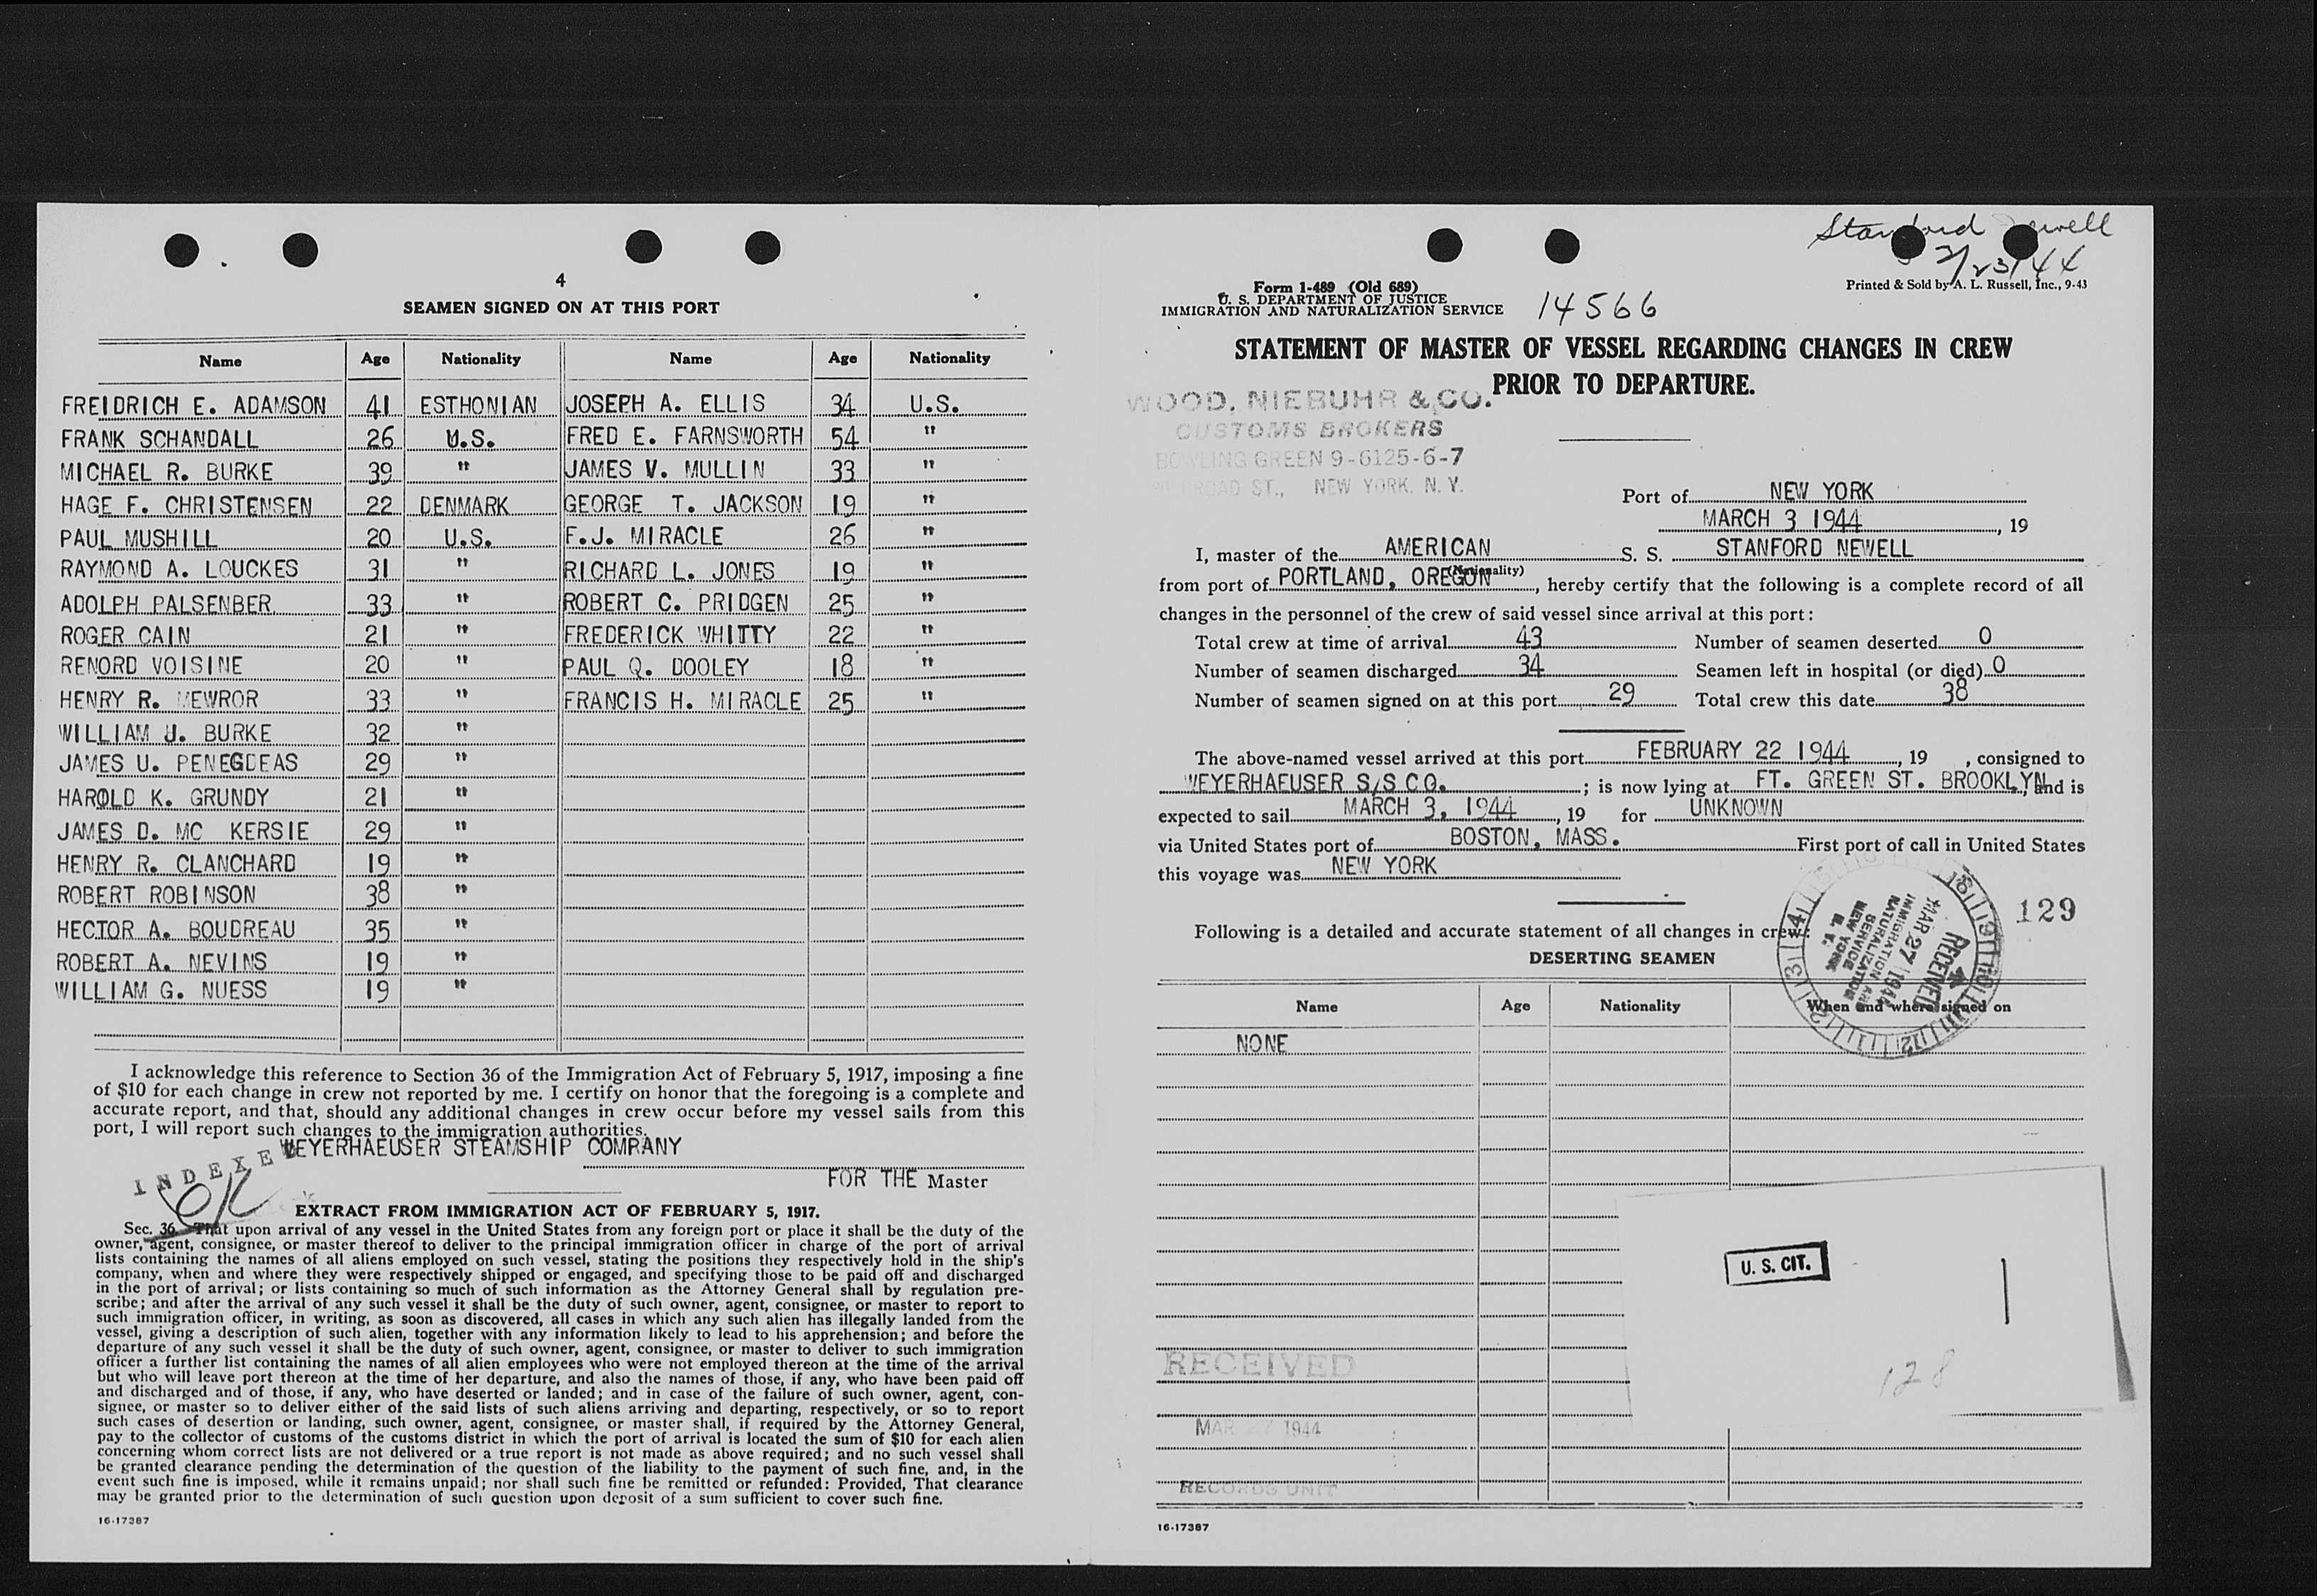 4
SEAMEN SIGNED ON AT THIS PORT
Name Age Nationality Name Age Nationality
FREIDRICH E. ADAMSON 41 ESTHONIAN JOSEPH A. ELLIS 34 U.S.
FRANK SCHANDALL 26 U.S. FRED E. FARNSWORTH 54 "
MICHAEL R. BURKE 39 " JAMES V. MULLIN 33 "
HAGE F. CHRISTENSEN 22 DENMARK GEORGE T. JACKSON 19 "
PAUL MUSHILL 20 U.S. F.J. MIRACLE 26 "
RAYMOND A. LOUCKES 31 " RICHARD L. JONES 19 "
ADOLPH PALSENBER 33 " ROBERT C. PRIDGEN 25 "
ROGER CAIN 21 " FREDERICK WHITTY 22 "
RENORD VOISINE 20 " PAUL Q. DOOLEY 18 "
HENRY R. MEWROR 33 " FRANCIS H. MIRACLE 25 "
WILLIAM J. BURKE 32 "
JAMES U. PENEGDEAS 29 "
HAROLD K. GRUNDY 21 "
JAMES D. MC KERSIE 29 "
HENRY R. CLANCHARD 19 "
ROBERT ROBINSON 38 "
HECTOR A. BOUDREAU 35 "
ROBERT A. NEVINS 19 "
WILLIAM G. NUESS 19 "
I acknowledge this reference to Section 36 of the Immigration Act of February 5, 1917, imposing a fine
of $10 for each change in crew not reported by me. I certify on honor that the foregoing is a complete and
accurate report, and that, should any additional changes in crew occur before my vessel sails from this
port, I will report such changes to the immigration authorities.
WEYERHAEUSER STEAMSHIP COMPANY
INDEXED
FOR THE Master
OK
EXTRACT FROM IMMIGRATION ACT OF FEBRUARY 5, 1917.
Sec. 36. That upon arrival of any vessel in the United States from any foreign port or place it shall be the duty of the
owner, agent, consignee, or master thereof to deliver to the principal immigration officer in charge of the port of arrival
lists containing the names of all aliens employed on such vessel, stating the positions they respectively hold in the ship's
company, when and where they were respectively shipped or engaged, and specifying those to be paid off and discharged
in the port of arrival; or lists containing so much of such information as the Attorney General shall by regulation pre-
scribe; and after the arrival of any such vessel it shall be the duty of such owner, agent, consignee, or master to report to
such immigration officer, in writing, as soon as discovered, all cases in which any such alien has illegally landed from the
vessel, giving a description of such alien, together with any information likely to lead to his apprehension; and before the
departure of any such vessel it shall be the duty of such owner, agent, consignee, or master to deliver to such immigration
officer a further list containing the names of all alien employees who were not employed thereon at the time of the arrival
but who will leave port thereon at the time of her departure, and also the names of those, if any, who have been paid off
and discharged and of those, if any, who have deserted or landed; and in case of the failure of such owner, agent, con-
signee, or master so to deliver either of the said lists of such aliens arriving and departing, respectively, or so to report
such cases of desertion or landing, such owner, agent, consignee, or master shall, if required by the Attorney General,
pay to the collector of customs of the customs district in which the port of arrival is located the sum of $10 for each alien
concerning whom correct lists are not delivered or a true report is not made as above required; and no such vessel shall
be granted clearance pending the determination of the question of the liability to the payment of such fine, and, in the
event such fine is imposed, while it remains unpaid; nor shall such fine be remitted or refunded: Provided, That clearance
may be granted prior to the determination of such question upon deposit of a sum sufficient to cover such fine.
16-17387
Stanford Newell
2/23/44
Form 1-489 (Old 689)
U. S. DEPARTMENT OF JUSTICE
IMMIGRATION AND NATURALIZATION SERVICE
14566
Printed & Sold by A. L. Russell, Inc., 9-43
STATEMENT OF MASTER OF VESSEL REGARDING CHANGES IN CREW
PRIOR TO DEPARTURE.
WOOD, NIEBUHR & CO.
CUSTOMS BROKERS
BOWLING GREEN 9-6125-6-7
BROAD ST., NEW YORK, N. Y.
Port of NEW YORK
MARCH 3 1944, 19
I, master of the AMERICAN S. S. STANFORD NEWELL
(Nationality)
from port of PORTLAND, OREGON, hereby certify that the following is a complete record of all
changes in the personnel of the crew of said vessel since arrival at this port:
Total crew at time of arrival 43 Number of seamen deserted 0
Number of seamen discharged 34 Seamen left in hospital (or died) 0
Number of seamen signed on at this port 29 Total crew this date 38
The above-named vessel arrived at this port FEBRUARY 22 1944, 19 , consigned to
WEYERHAEUSER S/S CO. ; is now lying at FT. GREEN ST. BROOKLYN, and is
expected to sail MARCH 3, 1944, 19 for UNKNOWN
via United States port of BOSTON, MASS. First port of call in United States
this voyage was NEW YORK
129
Following is a detailed and accurate statement of all changes in crew:
RECEIVED
MAR 27 1944
IMMIGRATION AND
NATURALIZATION
SERVICE
NEW YORK
N. Y.
DESERTING SEAMEN
Name Age Nationality When and where signed on
NONE
U. S. CIT.
128
RECEIVED
MAR 27 1944
RECORDS UNIT
16-17387